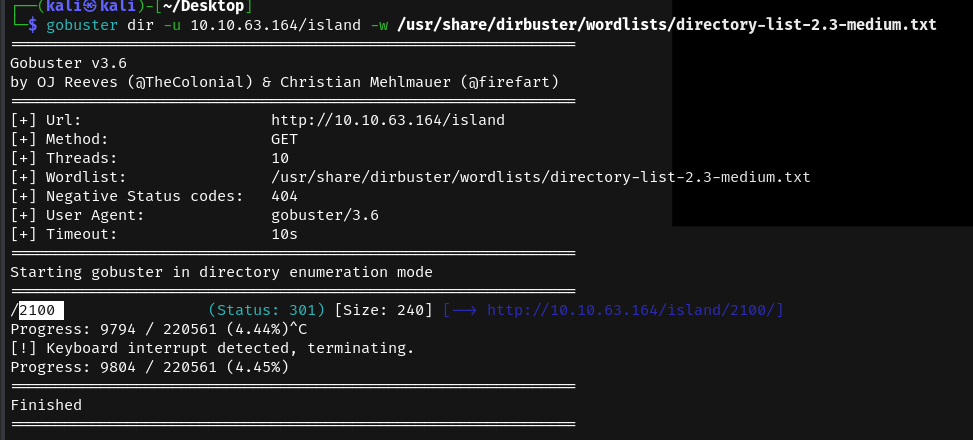 ┌──(kali㉿kali)-[~/Desktop]
└─$ gobuster dir -u 10.10.63.164/island -w /usr/share/dirbuster/wordlists/directory-list-2.3-medium.txt
===============================================================
Gobuster v3.6
by OJ Reeves (@TheColonial) & Christian Mehlmauer (@firefart)
===============================================================
[+] Url:                     http://10.10.63.164/island
[+] Method:                  GET
[+] Threads:                 10
[+] Wordlist:                /usr/share/dirbuster/wordlists/directory-list-2.3-medium.txt
[+] Negative Status codes:   404
[+] User Agent:              gobuster/3.6
[+] Timeout:                 10s
===============================================================
Starting gobuster in directory enumeration mode
===============================================================
/2100                 (Status: 301) [Size: 240] [--> http://10.10.63.164/island/2100/]
Progress: 9794 / 220561 (4.44%)^C
[!] Keyboard interrupt detected, terminating.
Progress: 9804 / 220561 (4.45%)
===============================================================
Finished
===============================================================